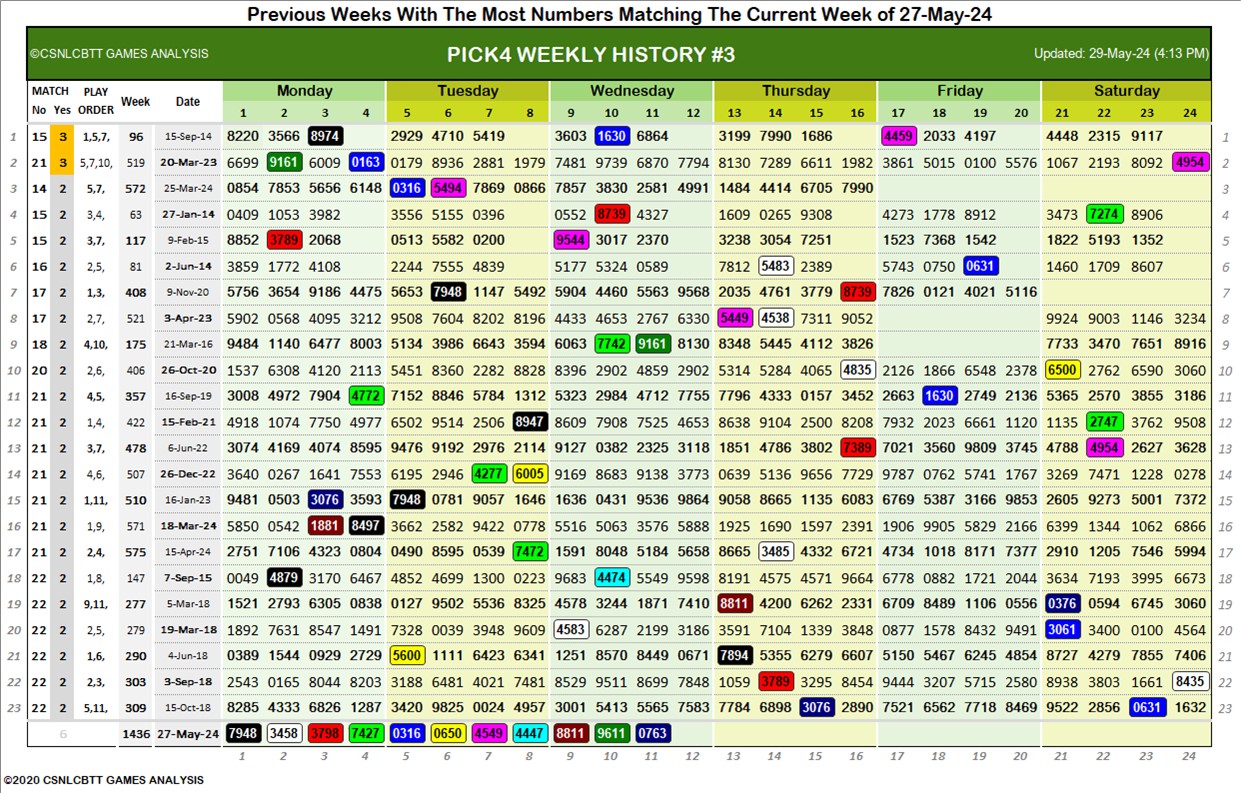 Previous Weeks With The Most Numbers Matching The Current Week of 27-May-24
©CSNLCBTT GAMES ANALYSIS PICK4 WEEKLY HISTORY #3 Updated: 29-May-24 (4:13 PM)
MATCH PLAY Week Date Monday Tuesday Wednesday Thursday Friday Saturday
No Yes ORDER 1 2 3 4 5 6 7 8 9 10 11 12 13 14 15 16 17 18 19 20 21 22 23 24
1 15 3 1,5,7, 96 15-Sep-14 8220 3566 8974 2929 4710 5419 3603 1630 6864 3199 7990 1686 4459 2033 4197 4448 2315 9117 1
2 21 3 5,7,10, 519 20-Mar-23 6699 9161 6009 0163 0179 8936 2881 1979 7481 9739 6870 7794 8130 7289 6611 1982 3861 5015 0100 5576 1067 2193 8092 4954 2
3 14 2 5,7, 572 25-Mar-24 0854 7853 5656 6148 0316 5494 7869 0866 7857 3830 2581 4991 1484 4414 6705 7990 3
4 15 2 3,4, 63 27-Jan-14 0409 1053 3982 3556 5155 0396 0552 8739 4327 1609 0265 9308 4273 1778 8912 3473 7274 8906 4
5 15 2 3,7, 117 9-Feb-15 8852 3789 2068 0513 5582 0200 9544 3017 2370 3238 3054 7251 1523 7368 1542 1822 5193 1352 5
6 16 2 2,5, 81 2-Jun-14 3859 1772 4108 2244 7555 4839 5177 5324 0589 7812 5483 2389 5743 0750 0631 1460 1709 8607 6
7 17 2 1,3, 408 9-Nov-20 5756 3654 9186 4475 5653 7948 1147 5492 5904 4460 5563 9568 2035 4761 3779 8739 7826 0121 4021 5116 7
8 17 2 2,7, 521 3-Apr-23 5902 0568 4095 3212 9508 7604 8202 8196 4433 4653 2767 6330 5449 4538 7311 9052 9924 9003 1146 3234 8
9 18 2 4,10, 175 21-Mar-16 9484 1140 6477 8003 5134 3986 6643 3594 6063 7742 9161 8130 8348 5445 4112 3826 7733 3470 7651 8916 9
10 20 2 2,6, 406 26-Oct-20 1537 6308 4120 2113 5451 8360 2282 8828 8396 2902 4859 2902 5314 5284 4065 4835 2126 1866 6548 2378 6500 2762 6590 3060 10
11 21 2 4,5, 357 16-Sep-19 3008 4972 7904 4772 7152 8846 5784 1312 5323 2984 4712 7755 7796 4333 0157 3452 2663 1630 2749 2136 5365 2570 3855 3186 11
12 21 2 1,4, 422 15-Feb-21 4918 1074 7750 4977 1676 9514 2506 8947 8609 7908 7528 4653 8638 9104 2500 8208 7932 2023 6661 1120 1135 2747 3762 9508 12
13 21 2 3,7, 478 6-Jun-22 3074 4169 4074 8595 9456 9192 2976 2114 9127 0382 2325 3118 1851 4786 3802 7389 7021 3560 9809 3745 4788 4954 2627 3628 13
14 21 2 4,6, 507 26-Dec-22 3640 0267 1641 7553 6195 2946 4277 6005 9169 8683 9138 3773 0639 5136 9656 7729 9787 0762 5741 1767 3269 7471 1228 0278 14
15 21 2 1,11, 510 16-Jan-23 9481 0503 3076 3593 7948 0781 9057 1646 1636 0431 9536 9864 9058 8665 1135 6083 6769 5387 3166 9853 2605 9273 5001 7372 15
16 21 2 1,9, 571 18-Mar-24 5850 0542 1881 8497 3662 2582 9422 0778 5516 5063 3576 5888 1925 1690 1597 2391 1906 9905 5829 2166 6399 1344 1062 6866 16
17 21 2 2,4, 575 15-Apr-24 2751 7106 4323 0804 0490 8595 0539 7472 1591 8048 5184 5658 8665 3485 4332 6721 4734 1018 8171 7377 2910 1205 7546 5994 17
18 22 2 1,8, 147 7-Sep-15 0049 4879 3170 6467 4852 4699 1300 0223 9683 4474 5549 9598 8191 4575 4571 9664 6778 0882 1721 2044 3634 7193 3995 6673 18
19 22 2 9,11, 277 5-Mar-18 1521 2793 6305 0838 0127 9502 5536 8325 4578 3244 1871 7410 8811 4200 6262 2331 6709 8489 1106 0556 0376 0594 6745 3060 19
20 22 2 2,5, 279 19-Mar-18 1892 7631 8547 1491 7328 0039 3948 9609 4583 6287 2199 3186 3591 7104 1339 3848 0877 1578 8432 9491 3061 3400 0100 4564 20
21 22 2 1,6, 290 4-Jun-18 0389 1544 0929 2729 5600 1111 6423 6341 1251 8570 8449 0671 7894 5355 6279 6607 5150 5467 6245 4854 8727 4279 7855 7406 21
22 22 2 2,3, 303 3-Sep-18 2543 0165 8044 8203 3188 6481 4021 7481 8529 9511 8699 7848 1059 3789 3295 8454 9444 3207 5715 2580 8938 3803 1661 8435 22
23 22 2 5,11, 309 15-Oct-18 8285 4333 6826 1287 3420 9825 0024 4957 3001 5413 5565 7583 7784 6898 3076 2890 7521 6562 7718 8469 9522 2856 0631 1632 23
6 1436 27-May-24 7948 3458 3798 7427 0316 0650 4549 4447 8811 9611 0763
1 2 3 4 5 6 7 8 9 10 11 12 13 14 15 16 17 18 19 20 21 22 23 24
©2020 CSNLCBTT GAMES ANALYSIS